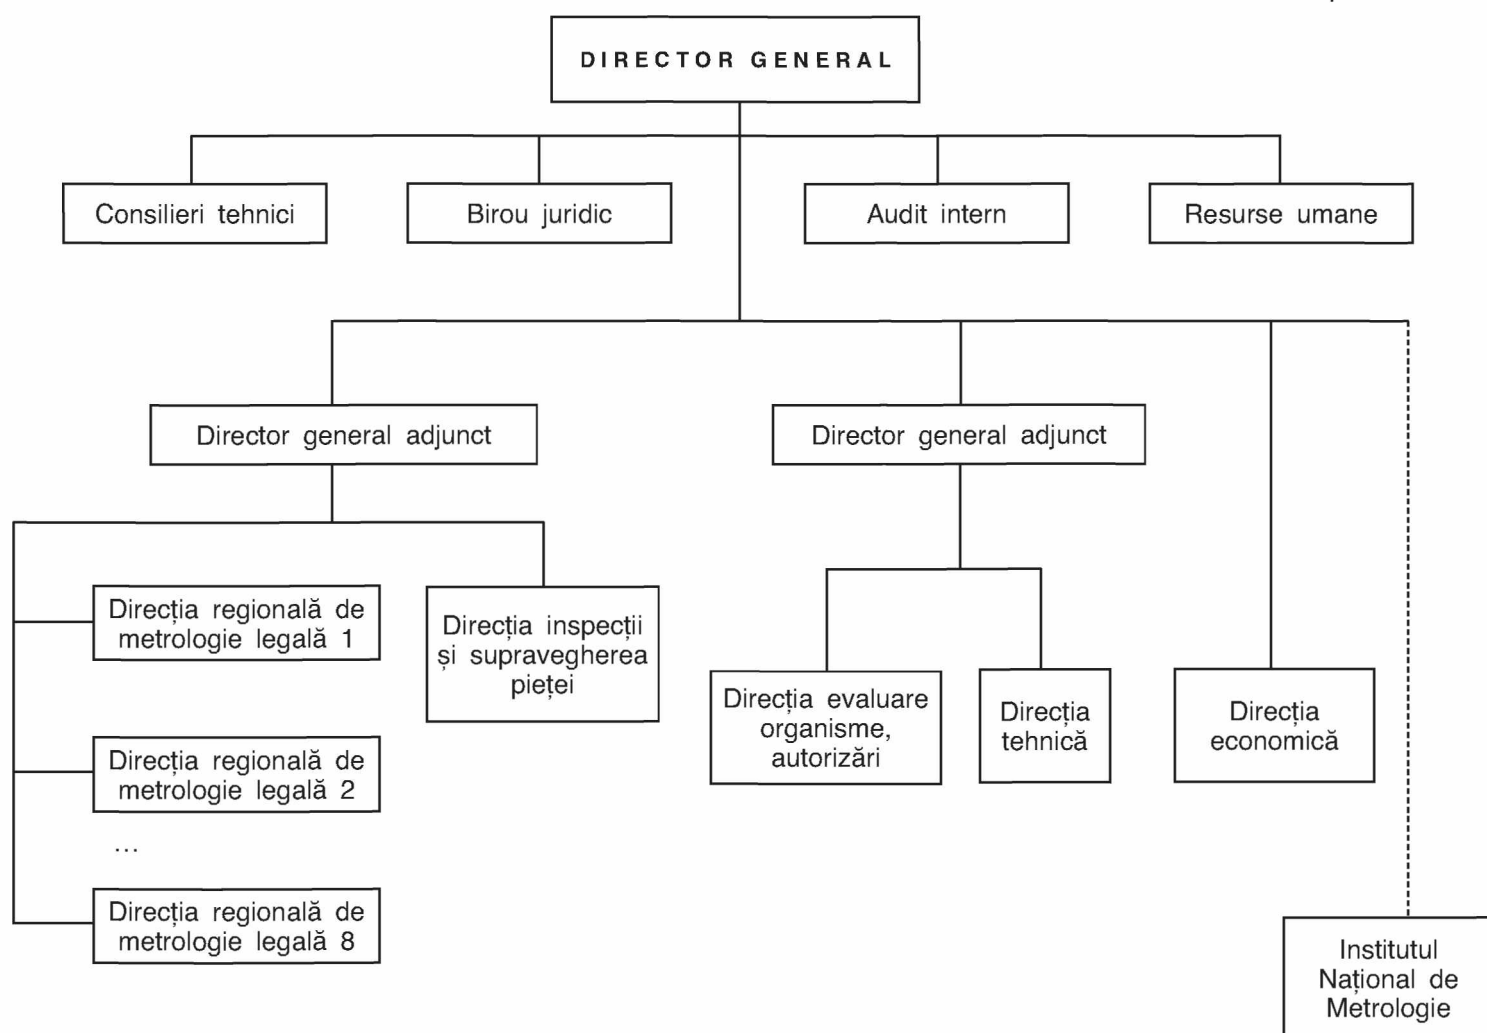 DIRECTOR GENERAL
Consilieri tehnici
Birou juridic
Audit intern
Resurse umane
Director general adjunct
Director general adjunct
Direcția regională de
metrologie legală 1
Direcția inspecții
și supravegherea
pieței
Direcția evaluare
organisme,
autorizări
Direcția
tehnică
Direcția
economică
Direcția regională de
metrologie legală 2
...
Direcția regională de
metrologie legală 8
Institutul
Național de
Metrologie